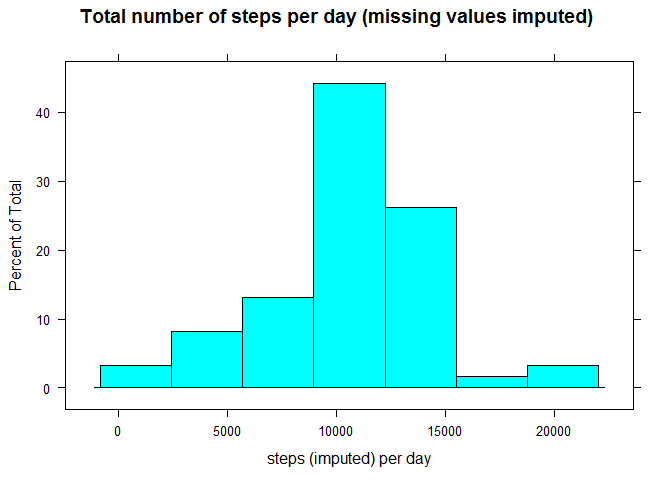 Total number of steps per day (missing values imputed)
Percent of Total
40
30
20
10
0
0 5000 10000 15000 20000
steps (imputed) per day